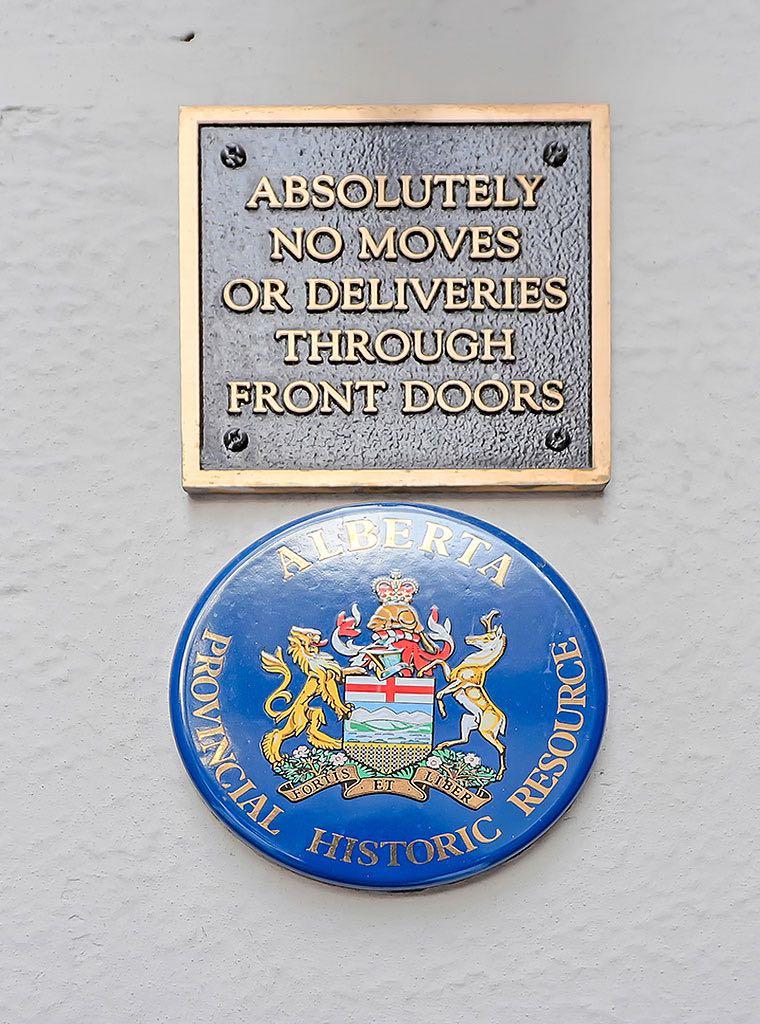 ABSOLUTELY
NO MOVES
OR DELIVERIES
THROUGH
FRONT DOORS
ALBERTA
PROVINCIAL HISTORIC RESOURCE
FORTIS ET LIBER